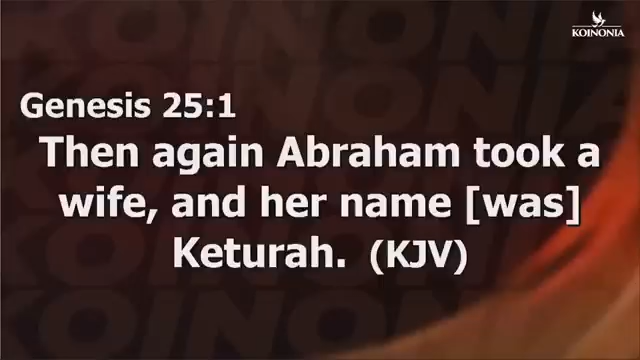 KOINONIA
Genesis 25:1
Then again Abraham took a
wife, and her name [was]
Keturah. (KJV)